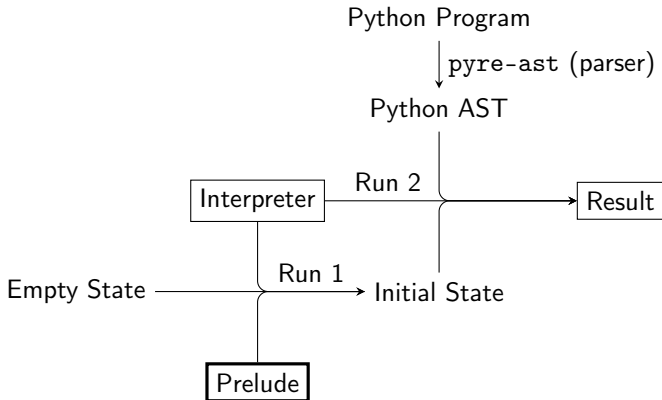 Python Program
pyre-ast (parser)
Python AST
Interpreter
Run 2
Result
Empty State
Run 1
Initial State
Prelude